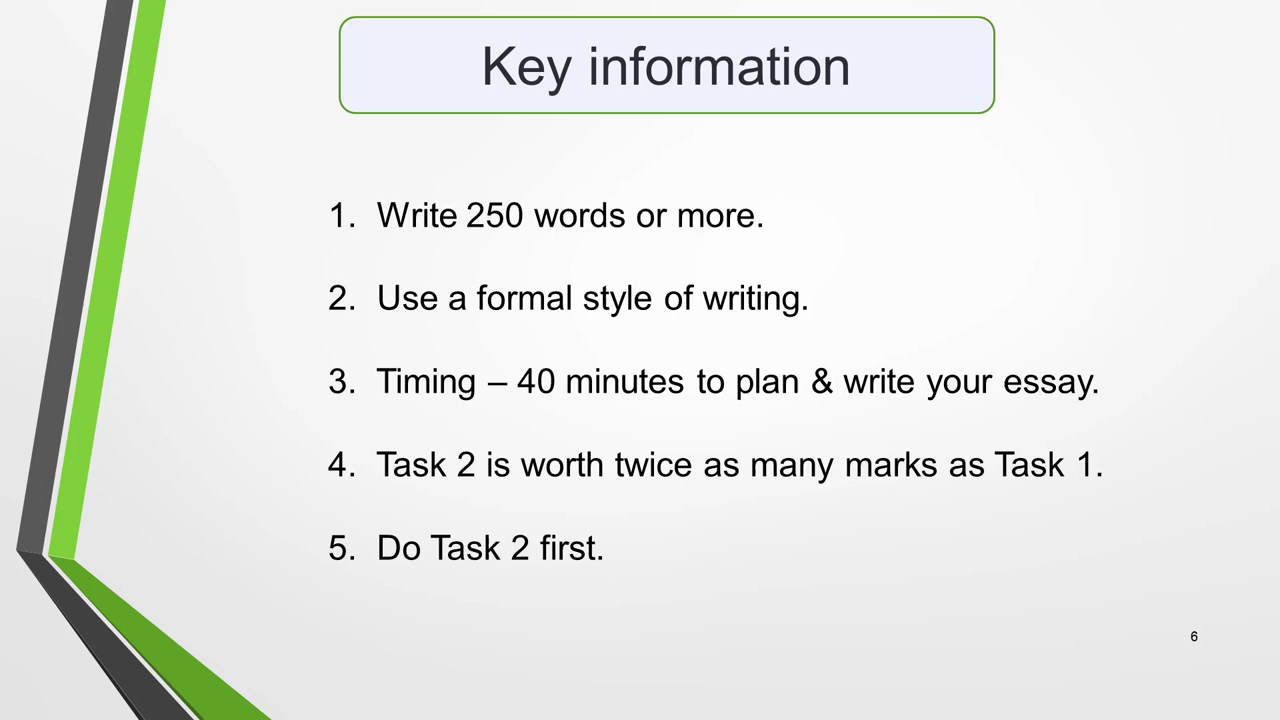 Key information
1. Write 250 words or more.
2. Use a formal style of writing.
3. Timing – 40 minutes to plan & write your essay.
4. Task 2 is worth twice as many marks as Task 1.
5. Do Task 2 first.
6